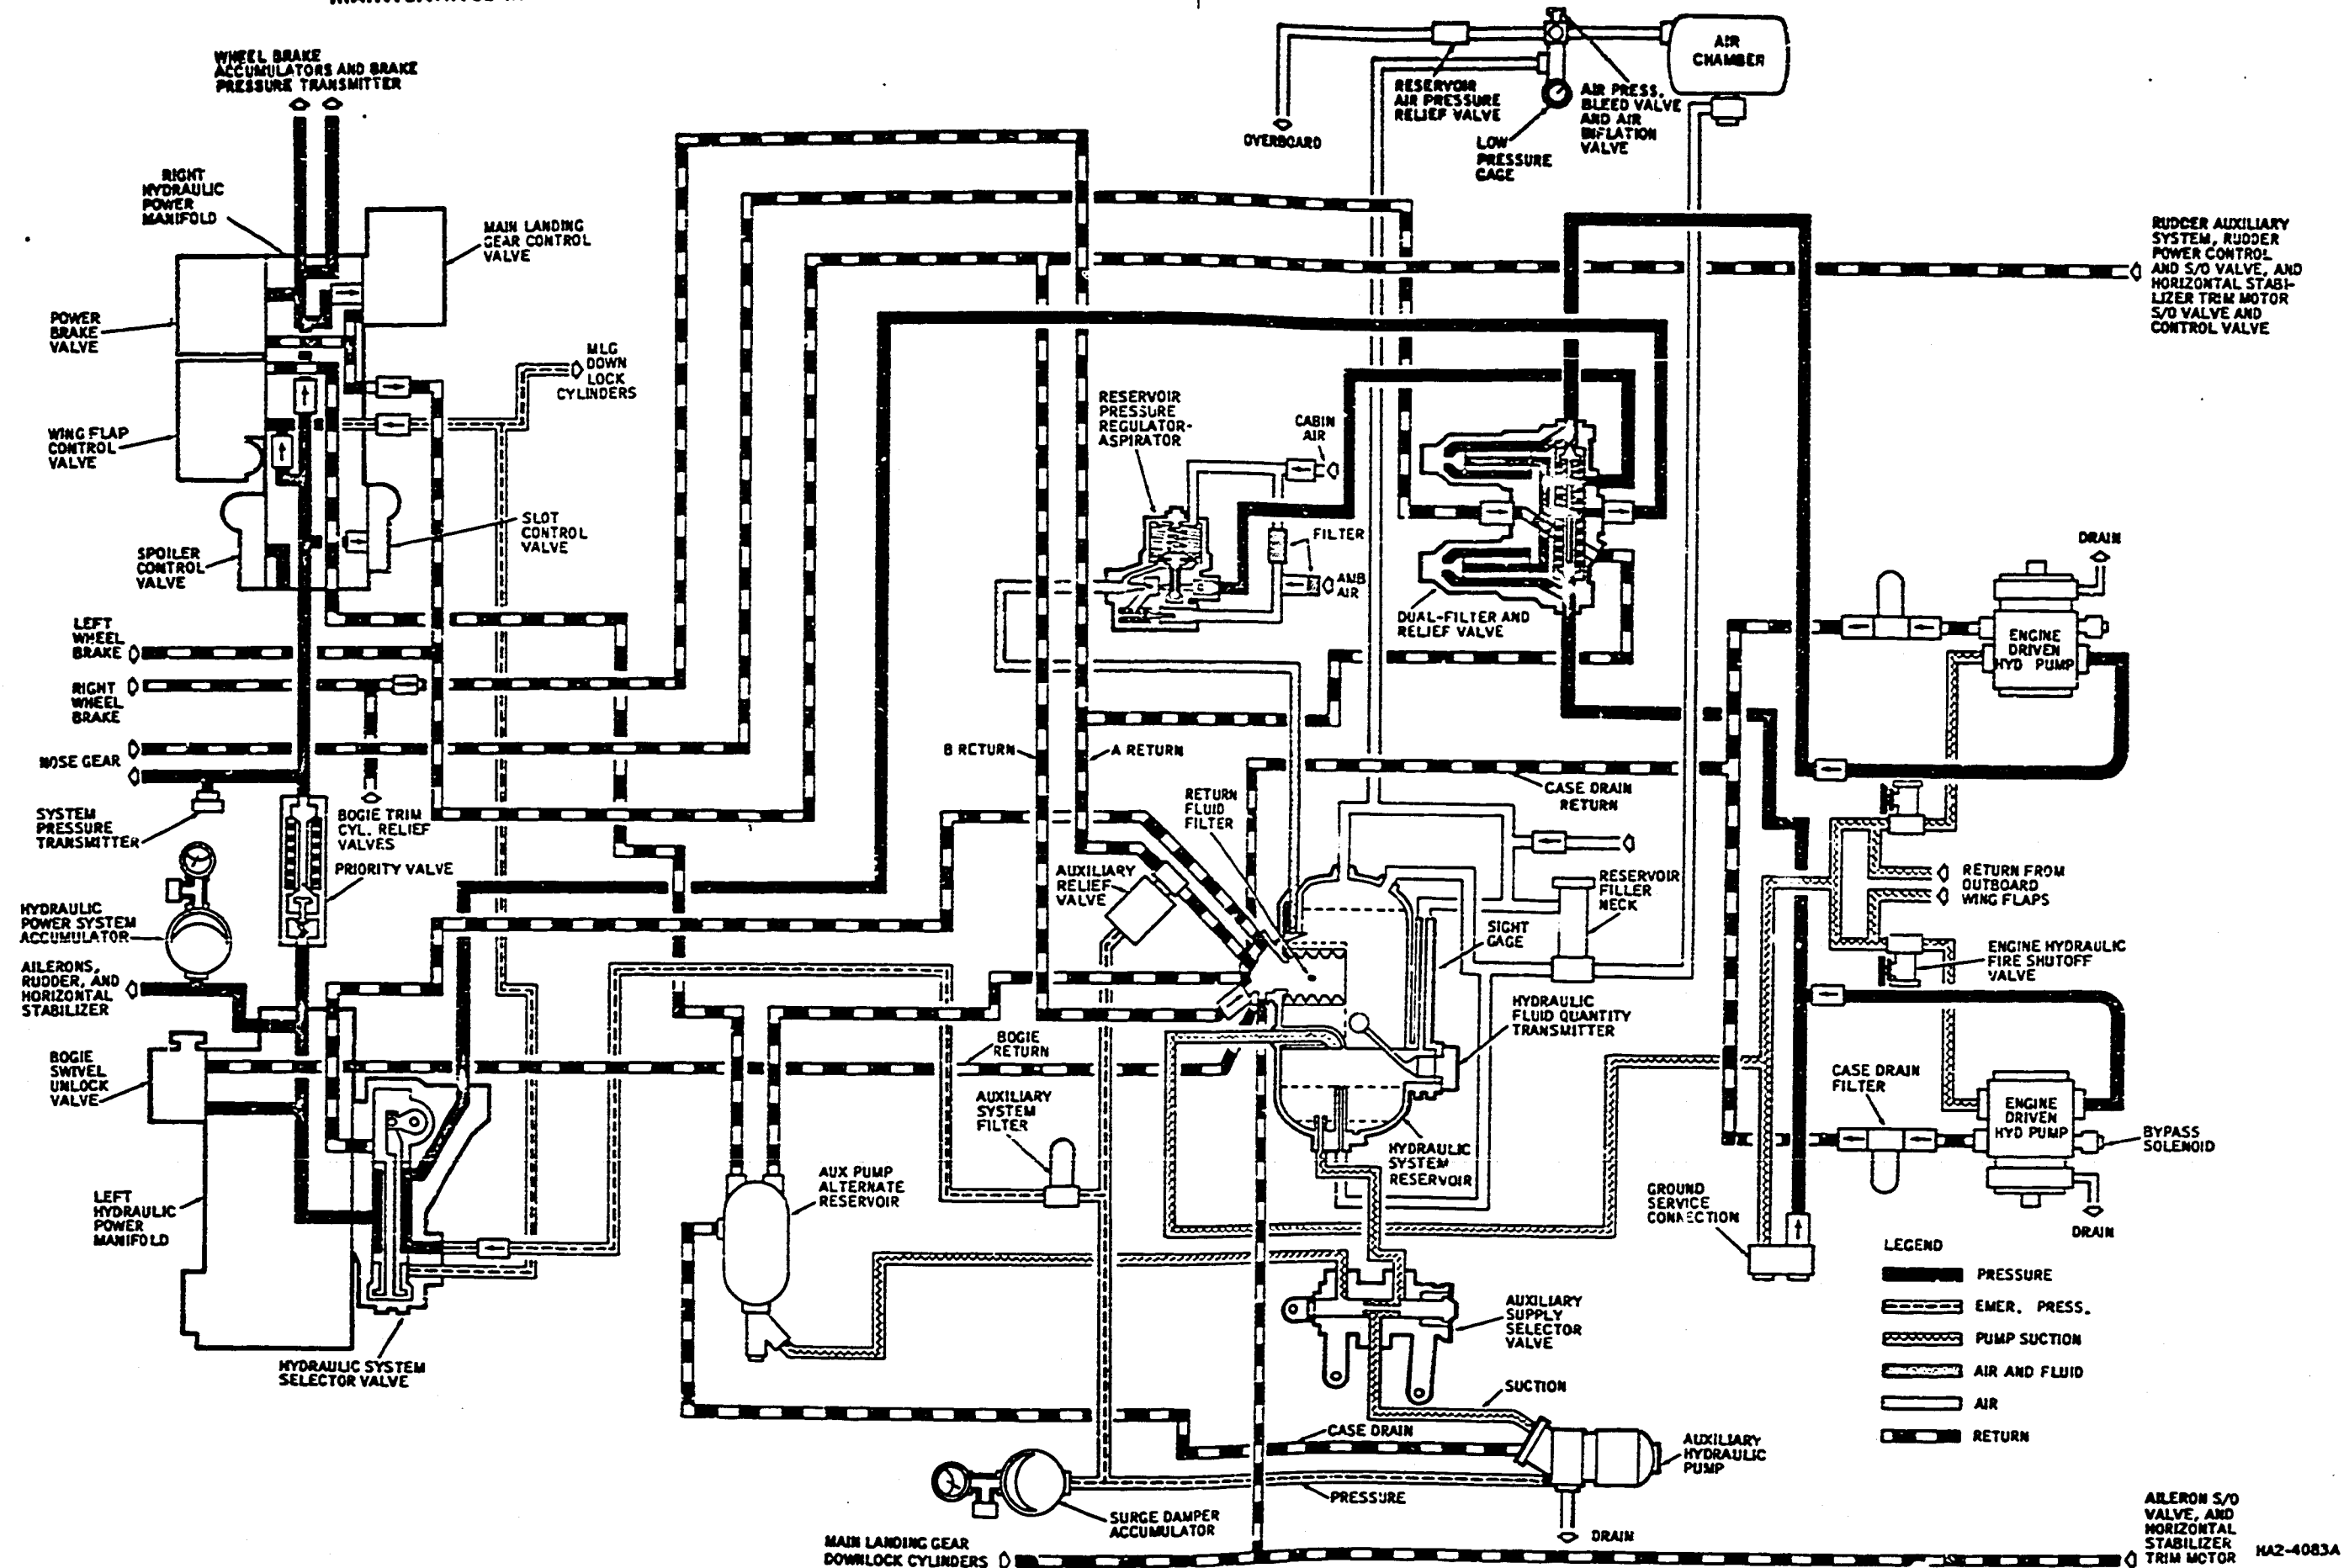 WHEEL BRAKE
ACCUMULATORS AND BRAKE
PRESSURE TRANSMITTER
AIR
CHAMBER
RESERVOIR
AIR PRESSURE
RELIEF VALVE
AIR PRESS.
BLEED VALVE
AND AIR
INFLATION
VALVE
OVERBOARD
LOW
PRESSURE
GAGE
RIGHT
HYDRAULIC
POWER
MANIFOLD
MAIN LANDING
GEAR CONTROL
VALVE
RUDDER AUXILIARY
SYSTEM, RUDDER
POWER CONTROL
AND S/O VALVE, AND
HORIZONTAL STABI-
LIZER TRIM MOTOR
S/O VALVE AND
CONTROL VALVE
POWER
BRAKE
VALVE
MLG
DOWN
LOCK
CYLINDERS
RESERVOIR
PRESSURE
REGULATOR-
ASPIRATOR
CABIN
AIR
WING FLAP
CONTROL
VALVE
SLOT
CONTROL
VALVE
FILTER
SPOILER
CONTROL
VALVE
AMB
AIR
DRAIN
DUAL-FILTER AND
RELIEF VALVE
ENGINE
DRIVEN
HYD PUMP
LEFT
WHEEL
BRAKE
RIGHT
WHEEL
BRAKE
NOSE GEAR
B RETURN
A RETURN
CASE DRAIN
RETURN
RETURN
FLUID
FILTER
SYSTEM
PRESSURE
TRANSMITTER
BOGIE TRIM
CYL. RELIEF
VALVES
PRIORITY VALVE
AUXILIARY
RELIEF
VALVE
RESERVOIR
FILLER
NECK
RETURN FROM
OUTBOARD
WING FLAPS
HYDRAULIC
POWER SYSTEM
ACCUMULATOR
SIGHT
GAGE
ENGINE HYDRAULIC
FIRE SHUTOFF
VALVE
AILERONS,
RUDDER, AND
HORIZONTAL
STABILIZER
HYDRAULIC
FLUID QUANTITY
TRANSMITTER
BOGIE
SWIVEL
UNLOCK
VALVE
BOGIE
RETURN
CASE DRAIN
FILTER
AUXILIARY
SYSTEM
FILTER
ENGINE
DRIVEN
HYD PUMP
BYPASS
SOLENOID
HYDRAULIC
SYSTEM
RESERVOIR
AUX PUMP
ALTERNATE
RESERVOIR
LEFT
HYDRAULIC
POWER
MANIFOLD
GROUND
SERVICE
CONNECTION
DRAIN
LEGEND
PRESSURE
EMER. PRESS.
PUMP SUCTION
AIR AND FLUID
AIR
RETURN
AUXILIARY
SUPPLY
SELECTOR
VALVE
HYDRAULIC SYSTEM
SELECTOR VALVE
SUCTION
CASE DRAIN
AUXILIARY
HYDRAULIC
PUMP
PRESSURE
SURGE DAMPER
ACCUMULATOR
DRAIN
MAIN LANDING GEAR
DOWNLOCK CYLINDERS
AILERON S/O
VALVE, AND
HORIZONTAL
STABILIZER
TRIM MOTOR
HA2-4083A